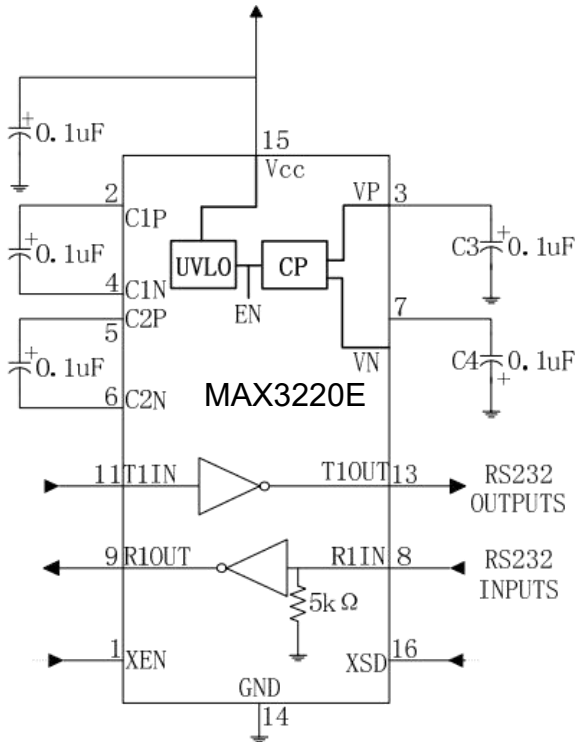 +
0.1uF
15
Vcc
2
C1P
VP
3
+
0.1uF
UVLO
CP
C3
+
0.1uF
4
C1N
EN
5
C2P
7
+
0.1uF
VN
C4
0.1uF
+
6
C2N
MAX3220E
11
T1IN
T1OUT
13
RS232
OUTPUTS
9
R1OUT
R1IN
8
RS232
INPUTS
5kΩ
1
XEN
XSD
16
GND
14